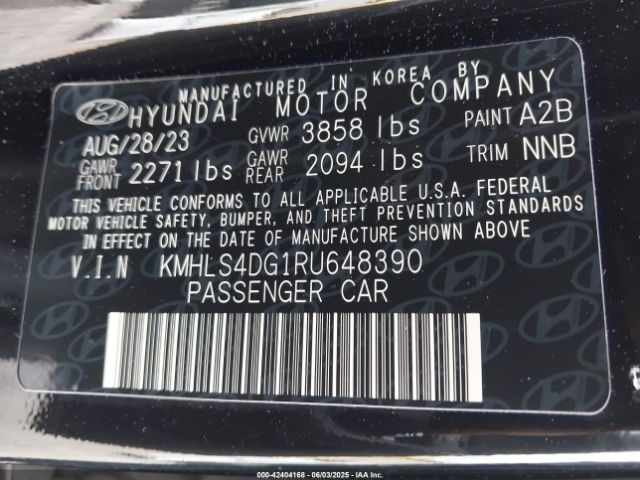 MANUFACTURED IN KOREA BY
HYUNDAI MOTOR COMPANY
AUG/28/23 GVWR 3858 lbs PAINT A2B
GAWR FRONT 2271 lbs GAWR REAR 2094 lbs TRIM NNB
THIS VEHICLE CONFORMS TO ALL APPLICABLE U.S.A. FEDERAL
MOTOR VEHICLE SAFETY, BUMPER, AND THEFT PREVENTION STANDARDS
IN EFFECT ON THE DATE OF MANUFACTURE SHOWN ABOVE.
V.I.N KMHLS4DG1RU648390
PASSENGER CAR
000-42404168 - 06/03/2025 - IAA Inc.